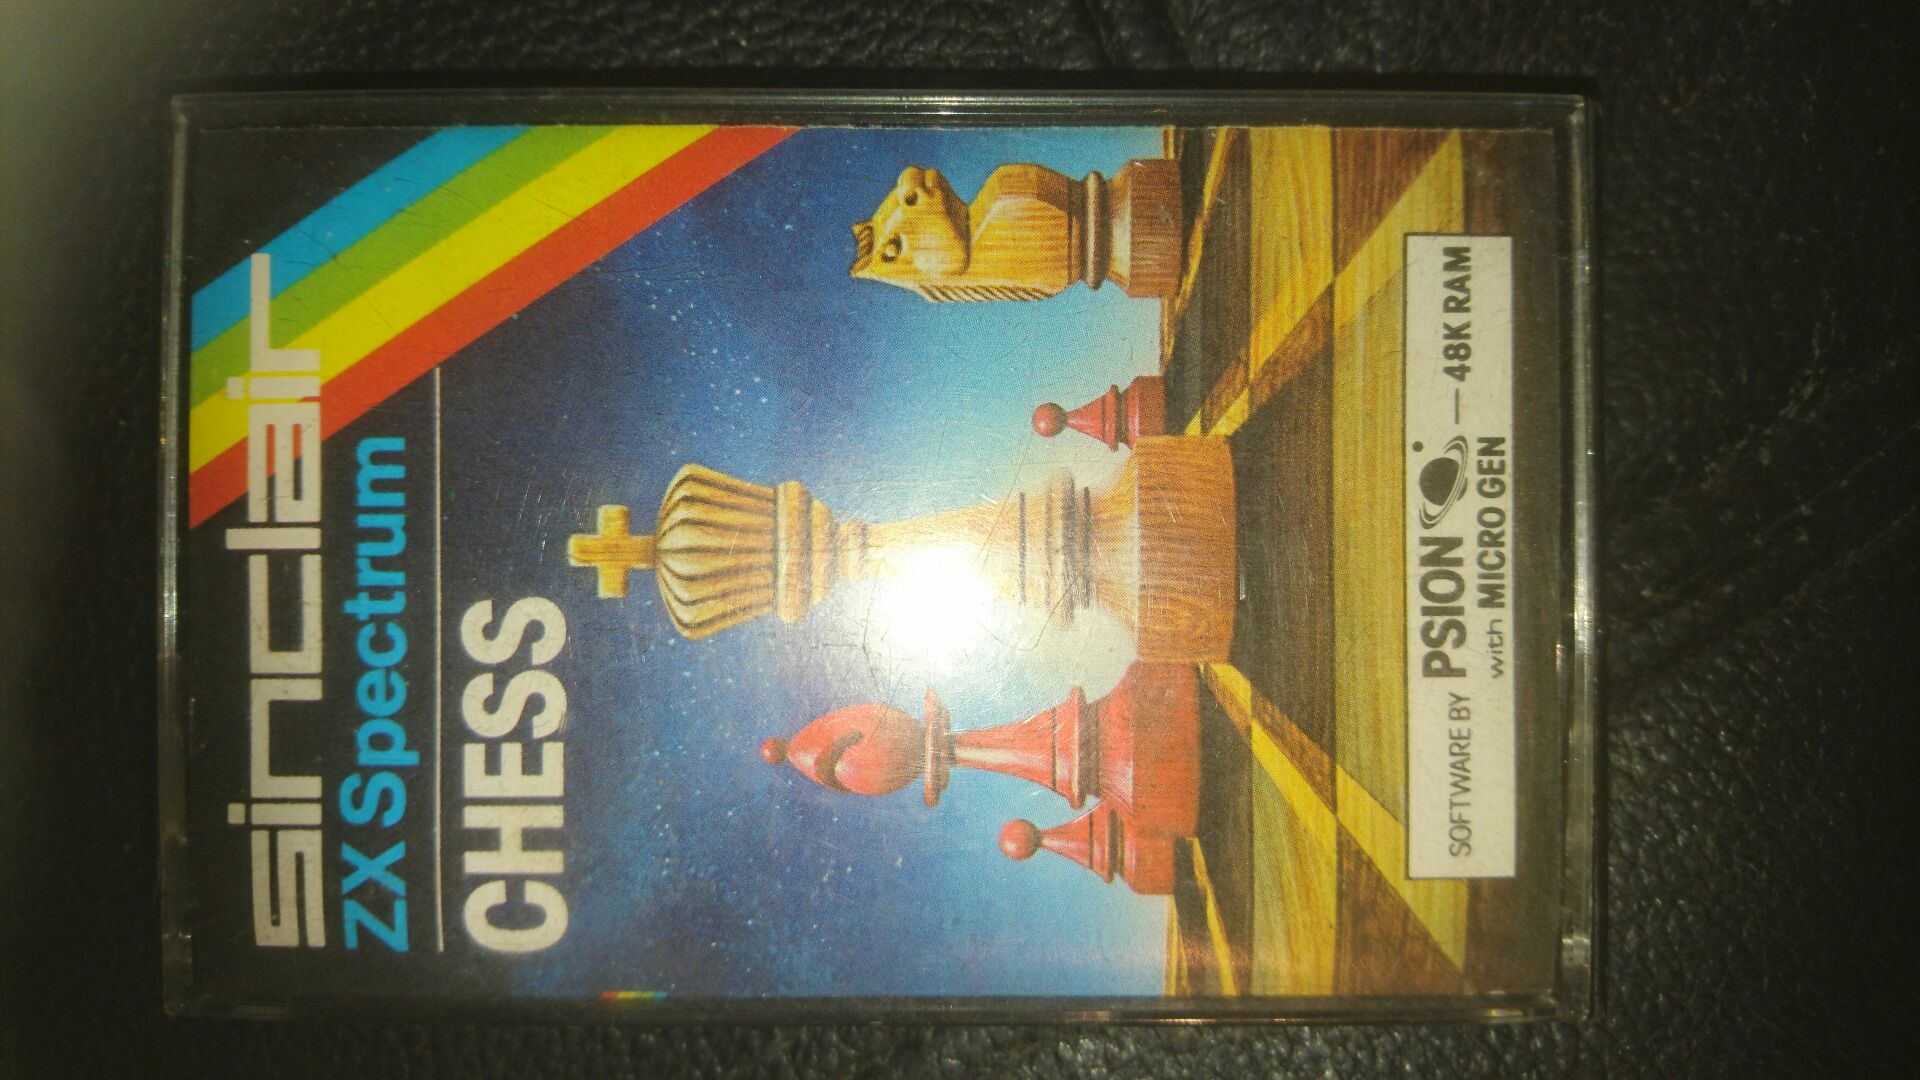 sinclair
ZX Spectrum
CHESS
SOFTWARE BY PSION — 48K RAM
with MICRO GEN